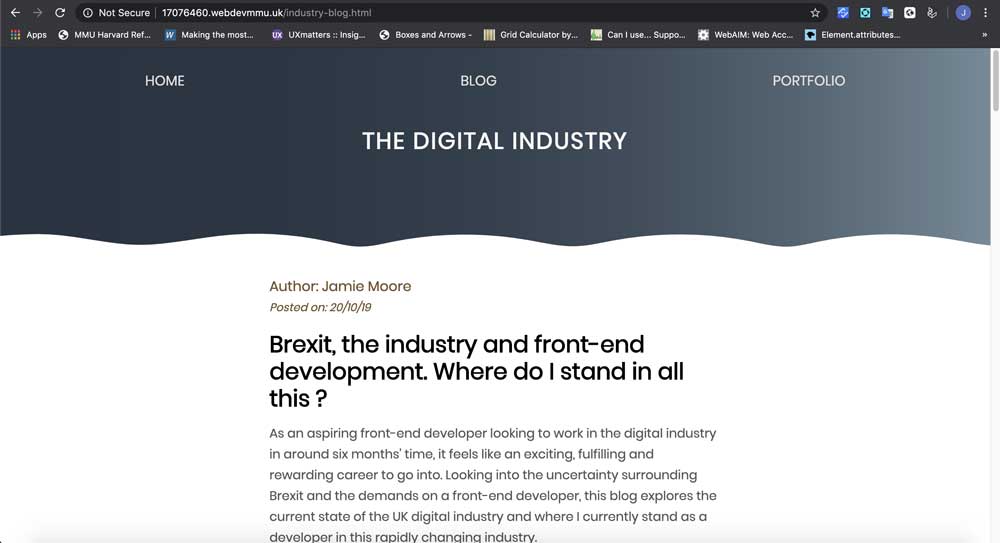 Not Secure | 17076460.webdevmmu.uk/industry-blog.html
J
Apps MMU Harvard Ref... W Making the most... UX UXmatters :: Insig... Boxes and Arrows - Grid Calculator by... Can I use... Suppo... WebAIM: Web Acc... Element.attributes... »
HOME BLOG PORTFOLIO
THE DIGITAL INDUSTRY
Author: Jamie Moore
Posted on: 20/10/19
Brexit, the industry and front-end
development. Where do I stand in all
this ?
As an aspiring front-end developer looking to work in the digital industry
in around six months' time, it feels like an exciting, fulfilling and
rewarding career to go into. Looking into the uncertainty surrounding
Brexit and the demands on a front-end developer, this blog explores the
current state of the UK digital industry and where I currently stand as a
developer in this rapidly changing industry.